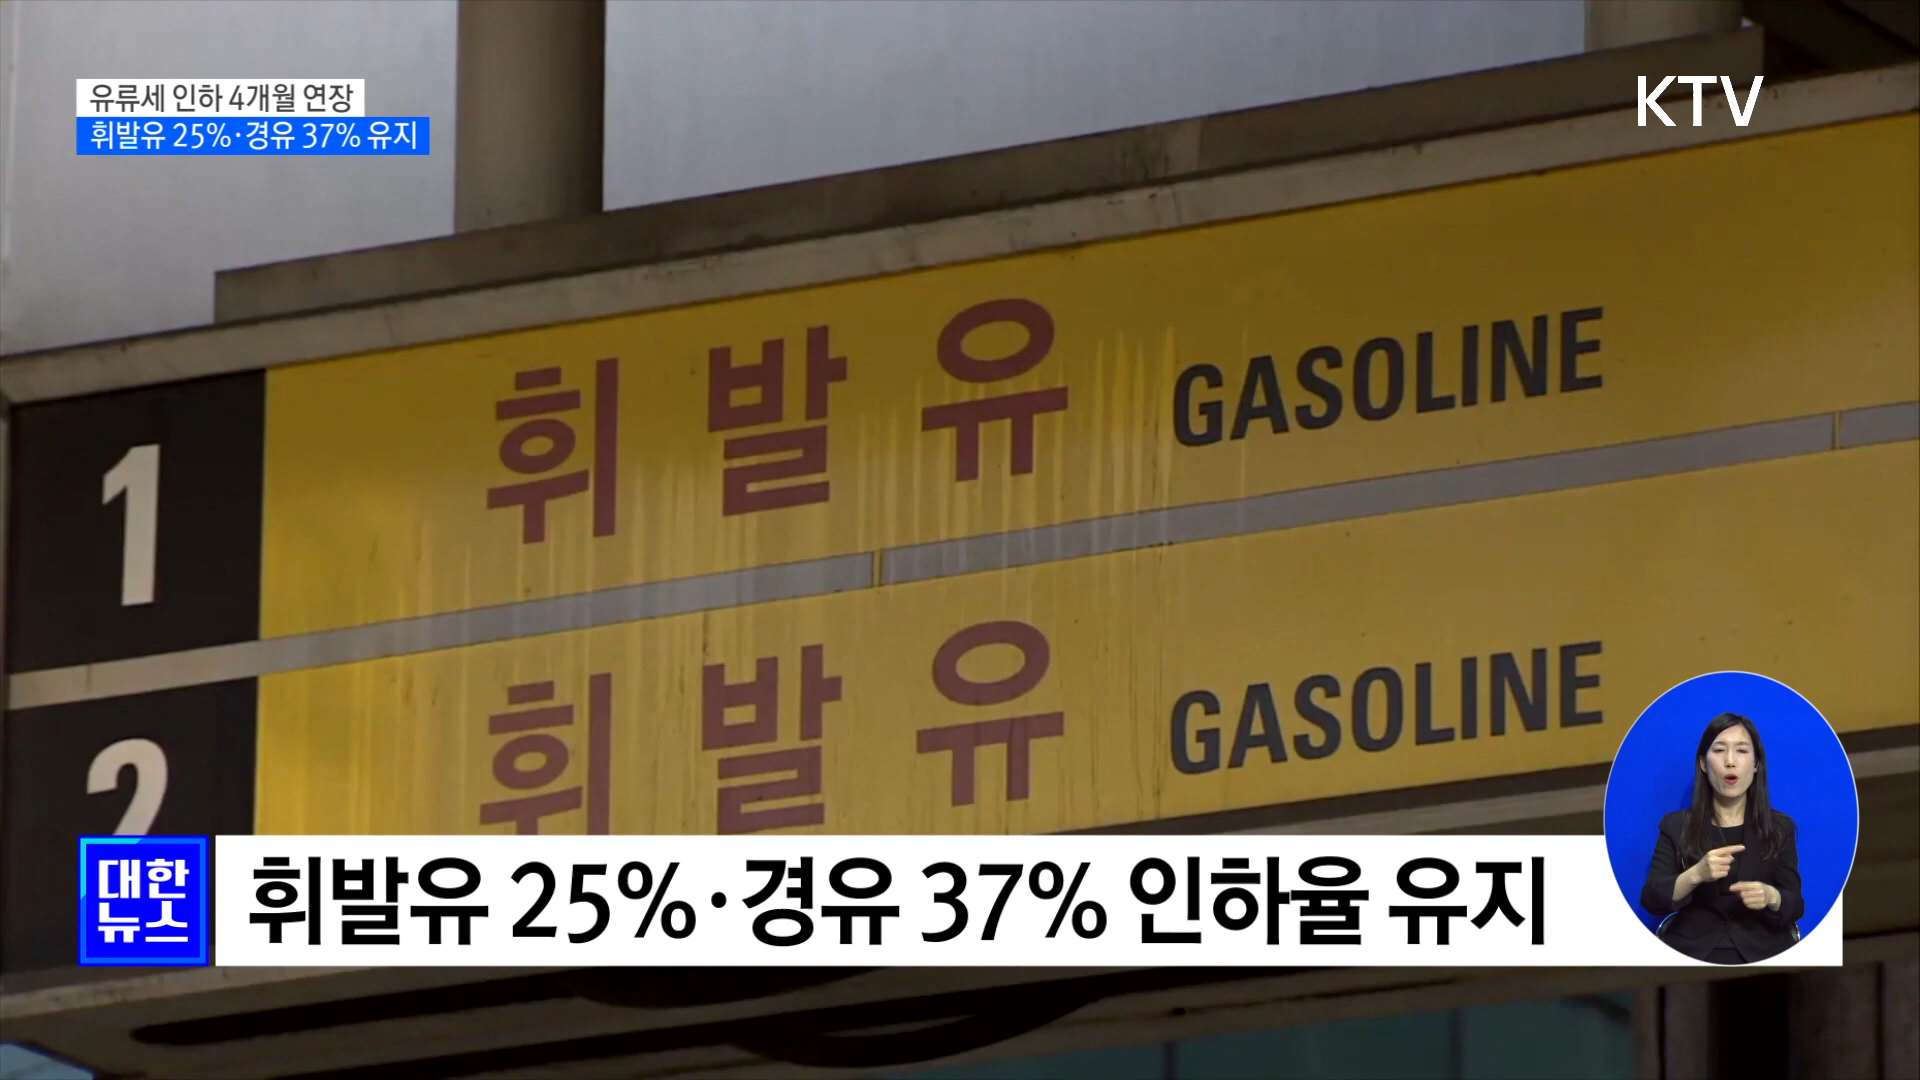 유류세 인하 4개월 연장
휘발유 25%·경유 37% 유지
KTV
1 휘발유 GASOLINE
2 휘발유 GASOLINE
대한
뉴스
휘발유 25%·경유 37% 인하율 유지